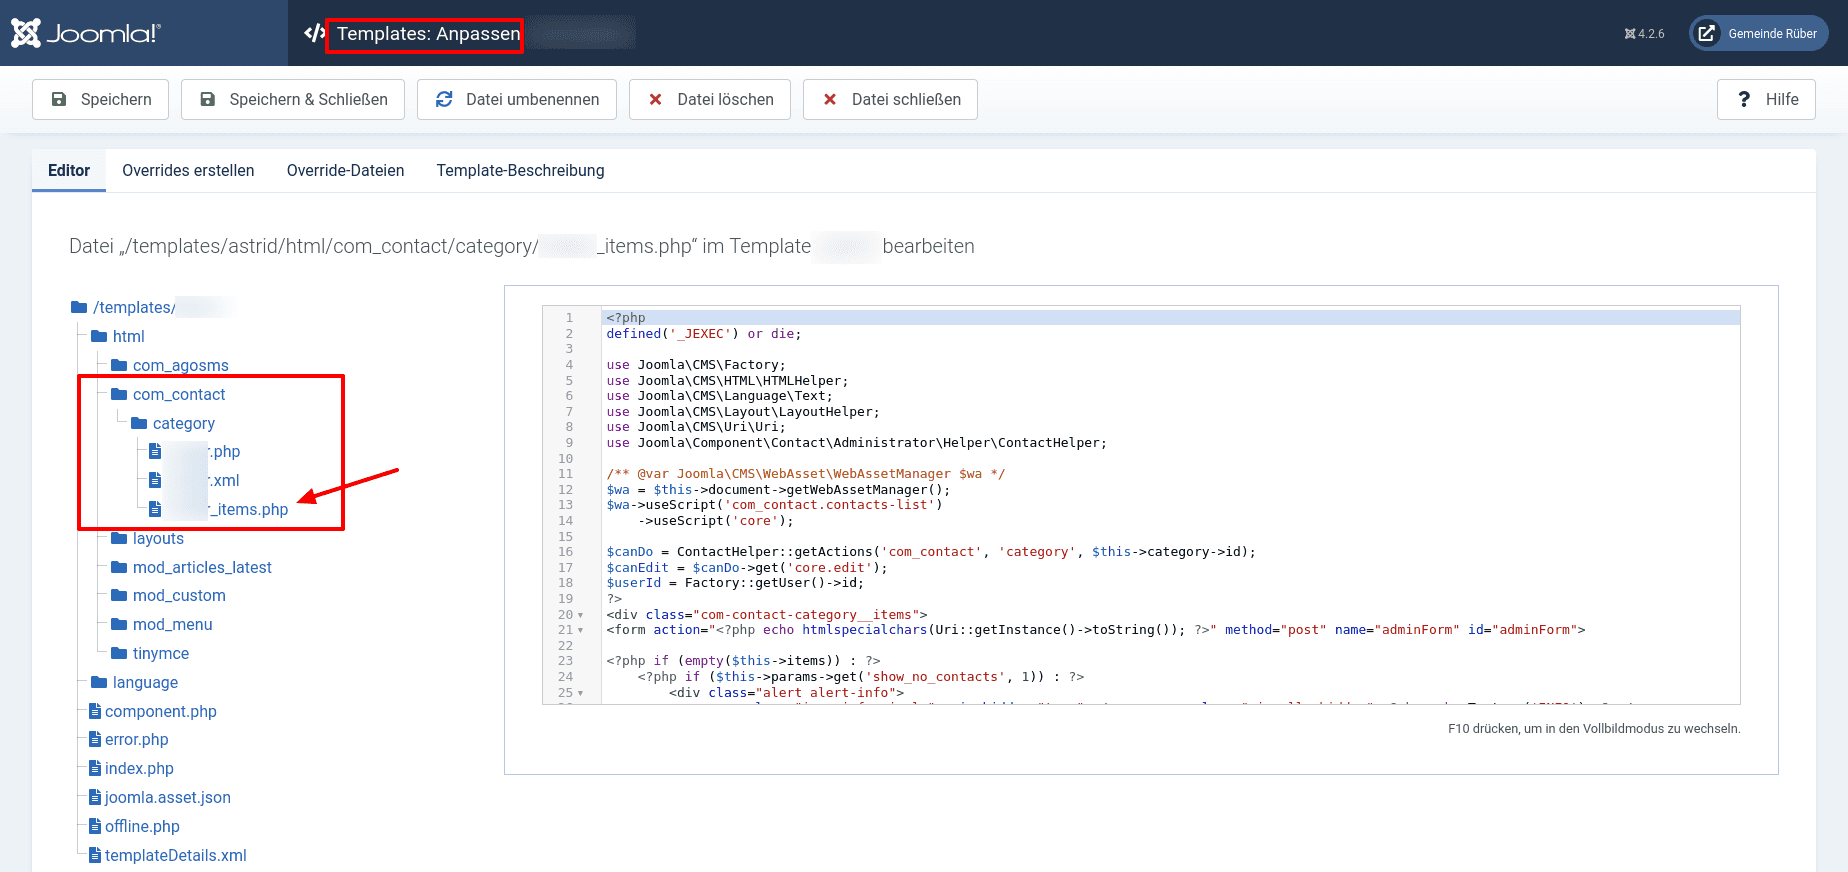 Joomla!®
</> Templates: Anpassen
4.2.6
Gemeinde Rüber
Speichern
Speichern & Schließen
Datei umbenennen
Datei löschen
Datei schließen
? Hilfe
Editor
Overrides erstellen
Override-Dateien
Template-Beschreibung
Datei „/templates/astrid/html/com_contact/category/ _items.php“ im Template bearbeiten
/templates/
html
com_agosms
com_contact
category
r.php
r.xml
r_items.php
layouts
mod_articles_latest
mod_custom
mod_menu
tinymce
language
component.php
error.php
index.php
joomla.asset.json
offline.php
templateDetails.xml
1 <?php
2 defined('_JEXEC') or die;
3
4 use Joomla\CMS\Factory;
5 use Joomla\CMS\HTML\HTMLHelper;
6 use Joomla\CMS\Language\Text;
7 use Joomla\CMS\Layout\LayoutHelper;
8 use Joomla\CMS\Uri\Uri;
9 use Joomla\Component\Contact\Administrator\Helper\ContactHelper;
10
11 /** @var Joomla\CMS\WebAsset\WebAssetManager $wa */
12 $wa = $this->document->getWebAssetManager();
13 $wa->useScript('com_contact.contacts-list')
14     ->useScript('core');
15
16 $canDo = ContactHelper::getActions('com_contact', 'category', $this->category->id);
17 $canEdit = $canDo->get('core.edit');
18 $userId = Factory::getUser()->id;
19 ?>
20 <div class="com-contact-category__items">
21 <form action="<?php echo htmlspecialchars(Uri::getInstance()->toString()); ?>" method="post" name="adminForm" id="adminForm">
22
23 <?php if (empty($this->items)) : ?>
24     <?php if ($this->params->get('show_no_contacts', 1)) : ?>
25         <div class="alert alert-info">
F10 drücken, um in den Vollbildmodus zu wechseln.